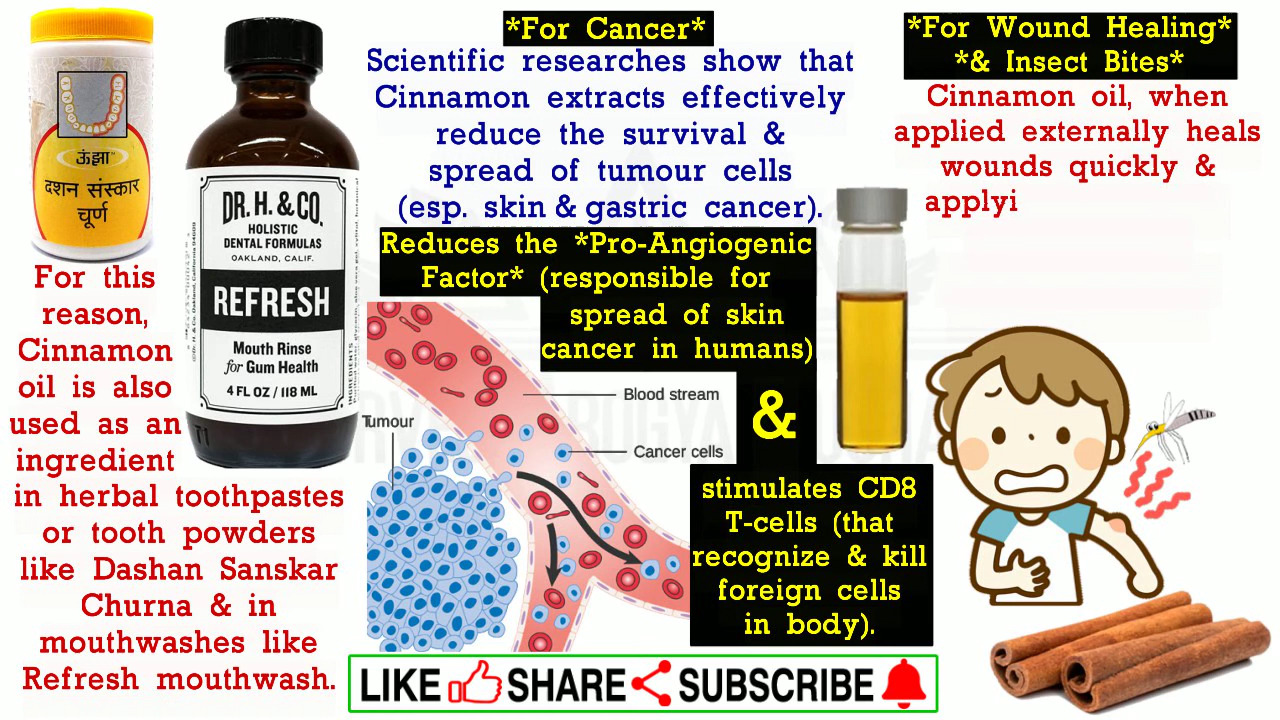 ऊंझा
दशन संस्कार
चूर्ण
For this
reason,
Cinnamon
oil is also
used as an
ingredient
in herbal toothpastes
or tooth powders
like Dashan Sanskar
Churna & in
mouthwashes like
Refresh mouthwash.
DR. H. & CO.
HOLISTIC
DENTAL FORMULAS
OAKLAND, CALIF.
REFRESH
Mouth Rinse
for Gum Health
4 FL OZ / 118 ML
INGREDIENTS
*For Cancer*
Scientific researches show that
Cinnamon extracts effectively
reduce the survival &
spread of tumour cells
(esp. skin & gastric cancer).
Reduces the *Pro-Angiogenic
Factor* (responsible for
spread of skin
cancer in humans)
&
stimulates CD8
T-cells (that
recognize & kill
foreign cells
in body).
Blood stream
Tumour
Cancer cells
*For Wound Healing*
*& Insect Bites*
Cinnamon oil, when
applied externally heals
wounds quickly &
applyi
LIKE SHARE SUBSCRIBE